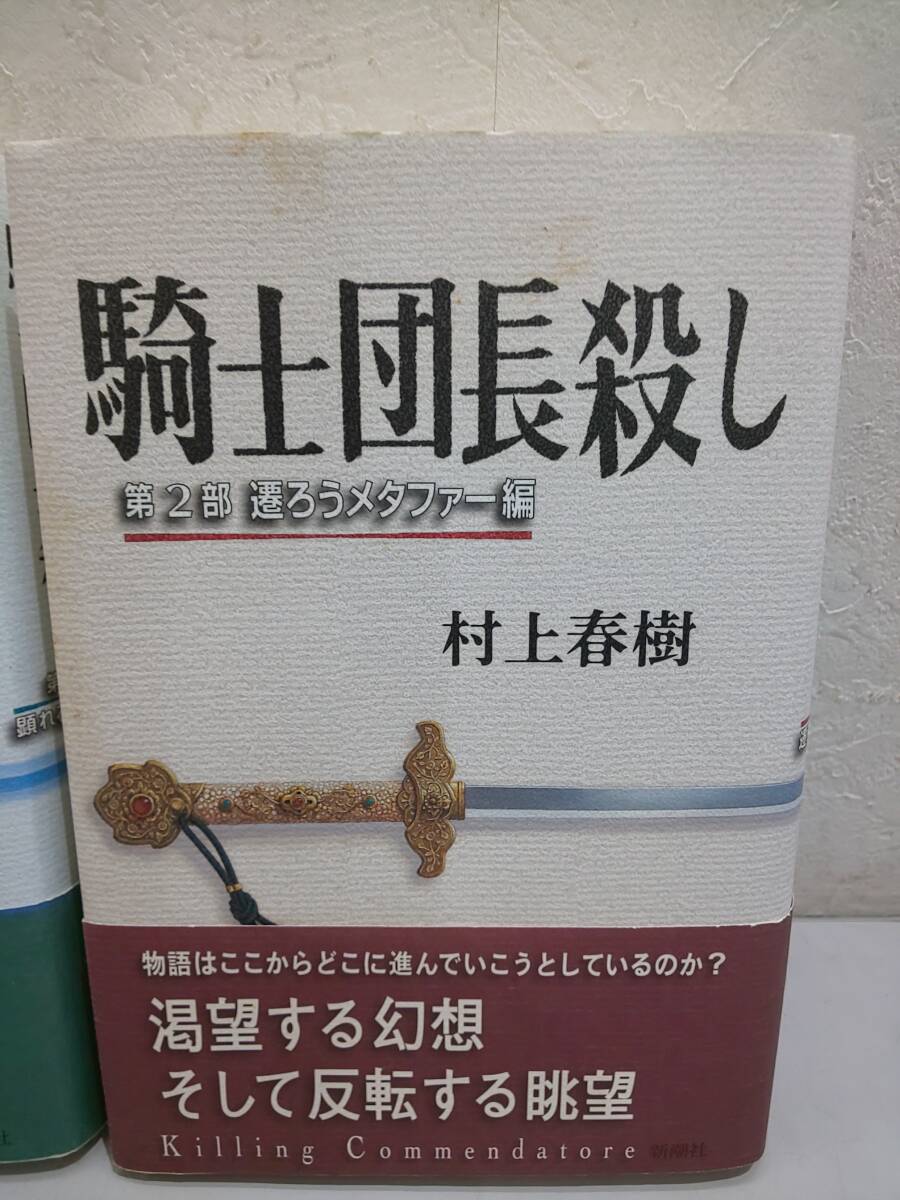 騎士団長殺し
第2部 遷ろうメタファー編
村上春樹
物語はここからどこに進んでいこうとしているのか?
渇望する幻想
そして反転する眺望
Killing Commendatore 新潮社
顕れ
社